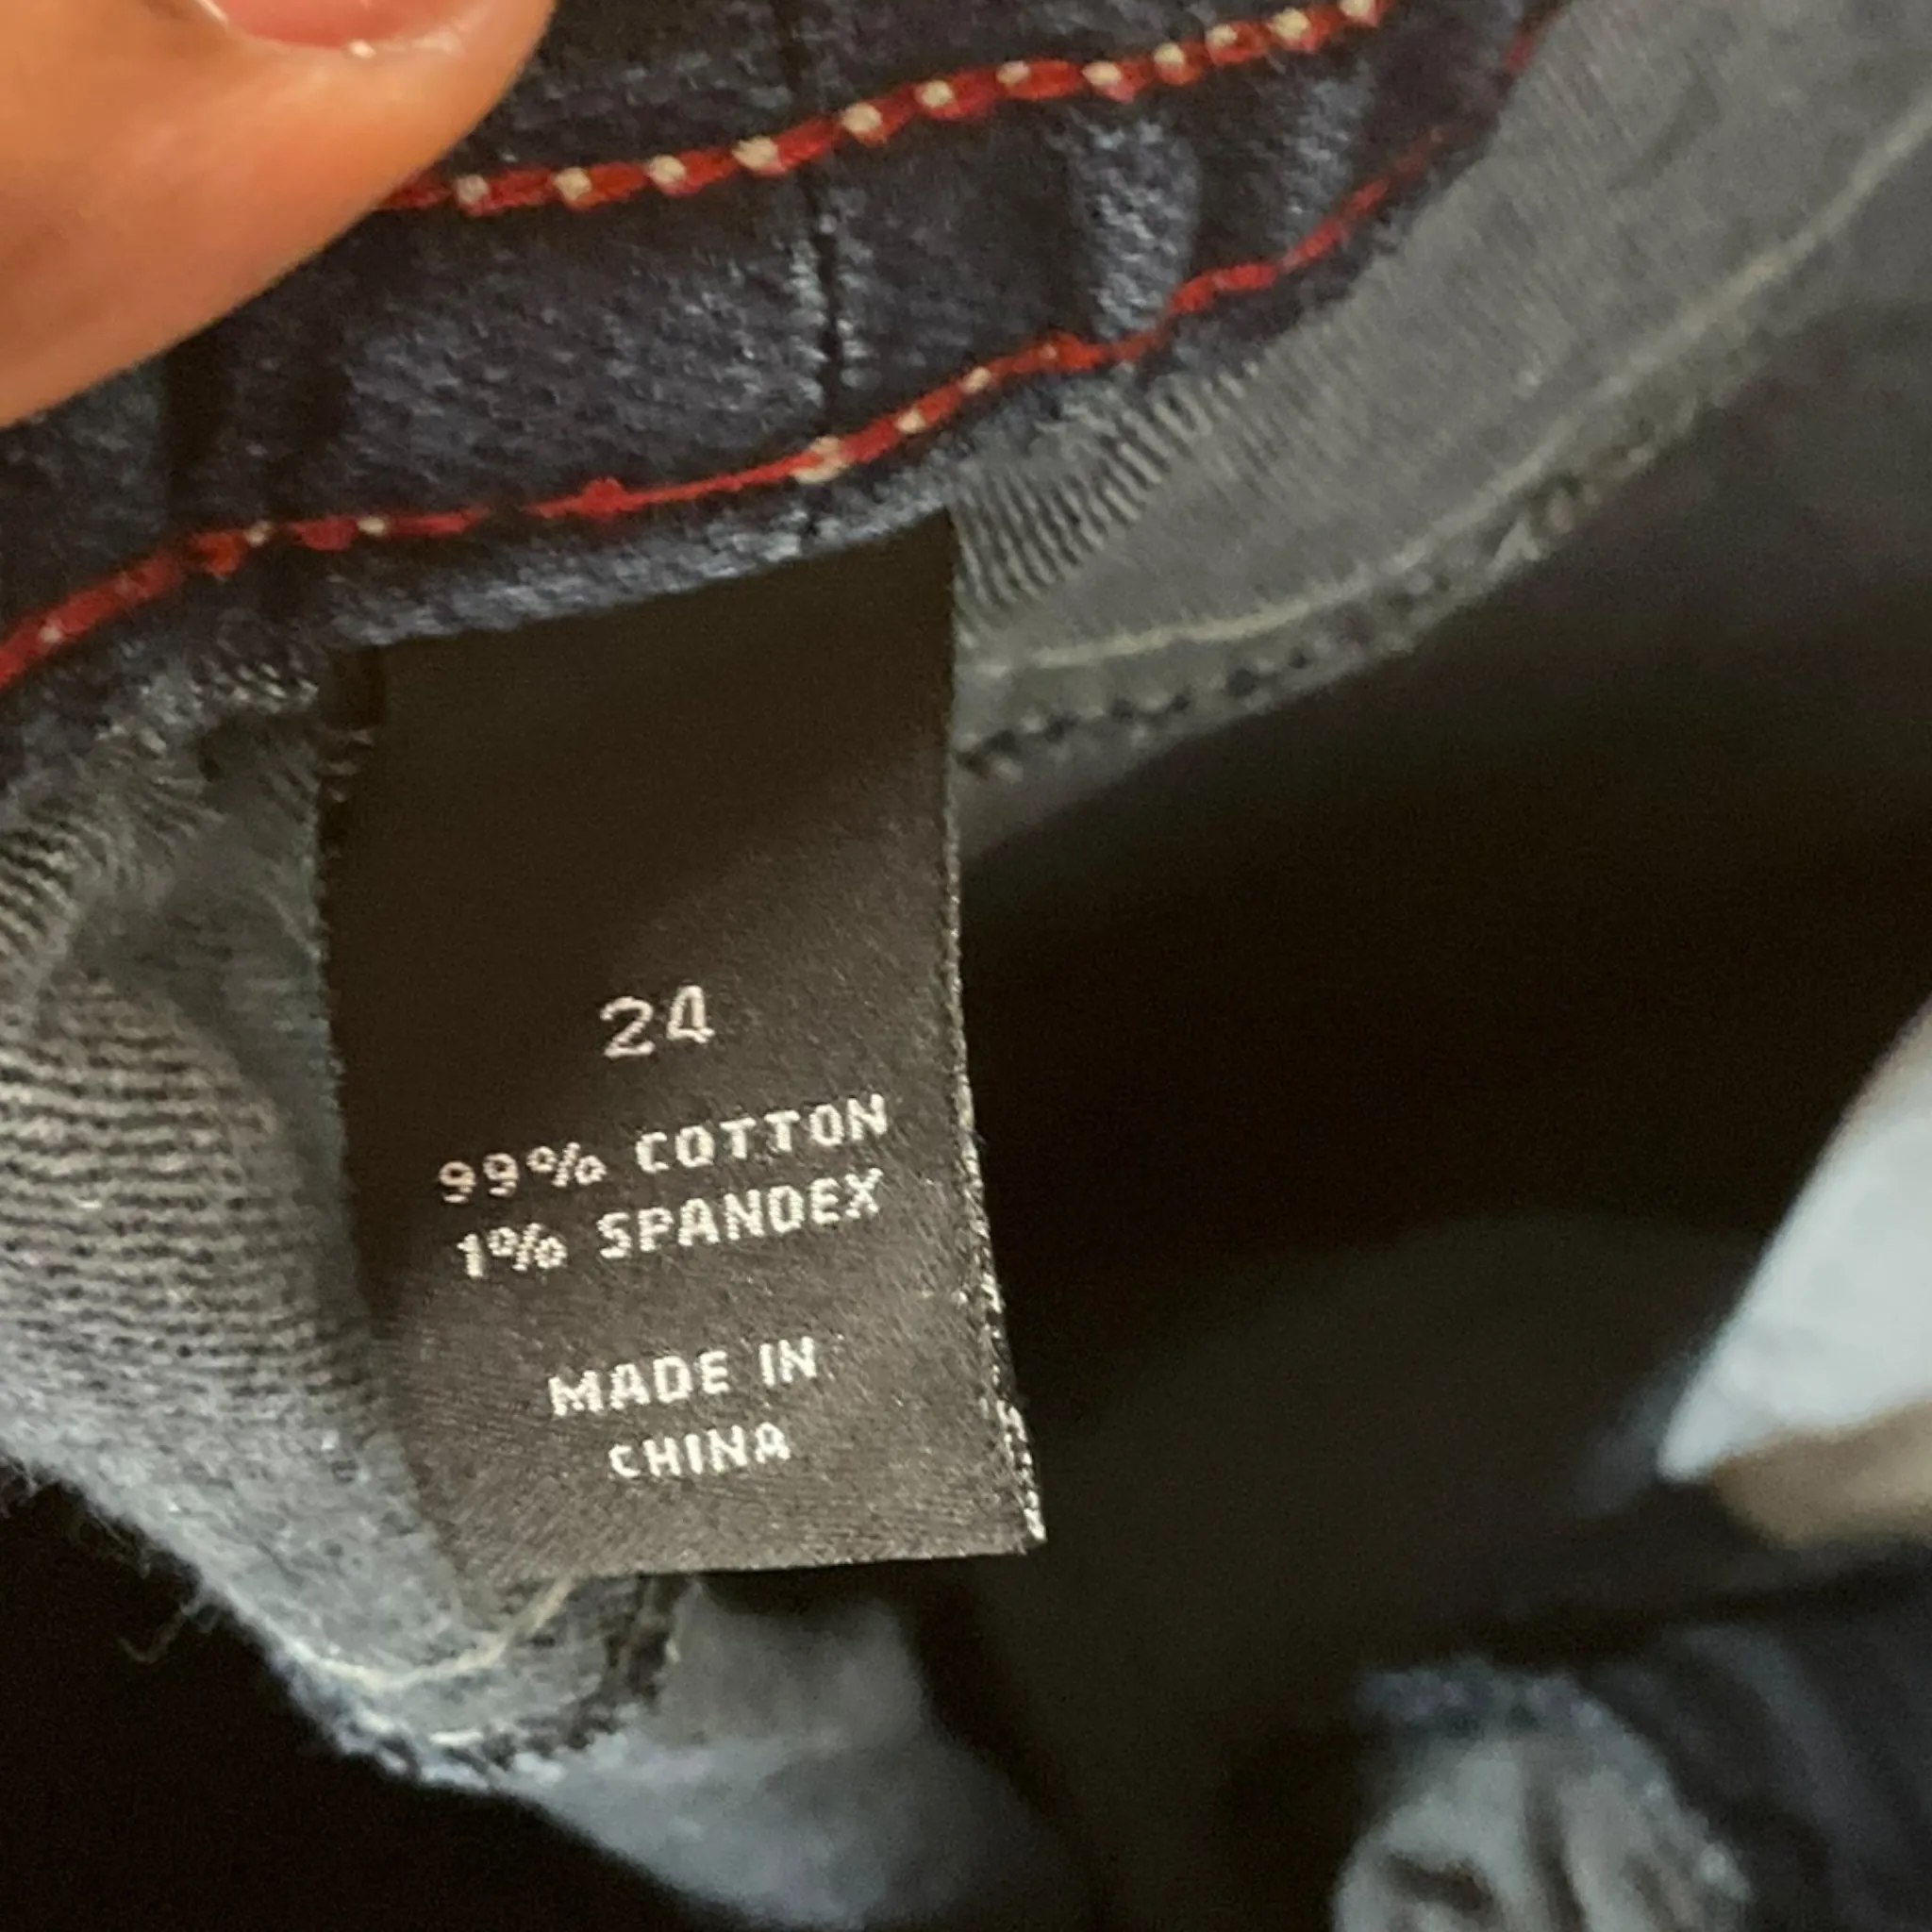 24
99% COTTON
1% SPANDEX
MADE IN
CHINA